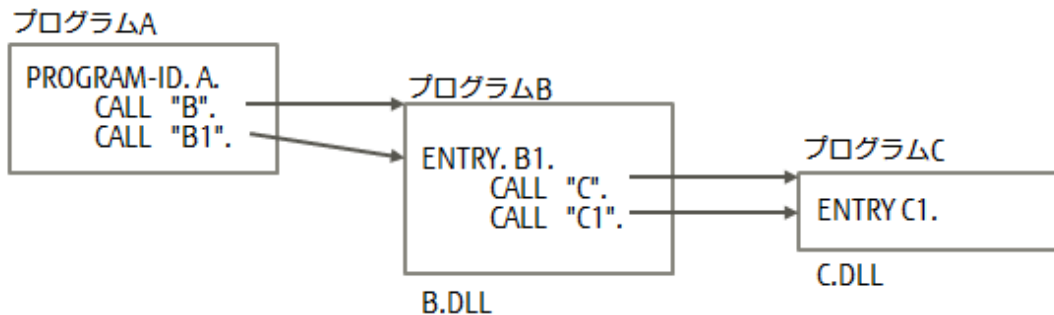 プログラムA
PROGRAM-ID. A.
CALL "B".
CALL "B1".
プログラムB
ENTRY. B1.
CALL "C".
CALL "C1".
B.DLL
プログラムC
ENTRY C1.
C.DLL